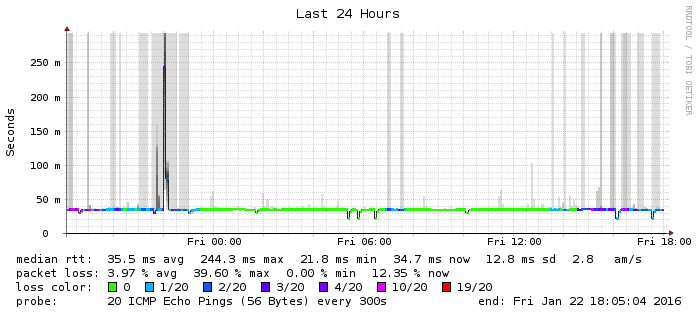 Last 24 Hours
RRDTOOL / TOBI OETIKER
Seconds
250 m
200 m
150 m
100 m
50 m
0
Fri 00:00 Fri 06:00 Fri 12:00 Fri 18:00
median rtt: 35.5 ms avg 244.3 ms max 21.8 ms min 34.7 ms now 12.8 ms sd 2.8 am/s
packet loss: 3.97 % avg 39.60 % max 0.00 % min 12.35 % now
loss color: 0 1/20 2/20 3/20 4/20 10/20 19/20
probe: 20 ICMP Echo Pings (56 Bytes) every 300s end: Fri Jan 22 18:05:04 2016